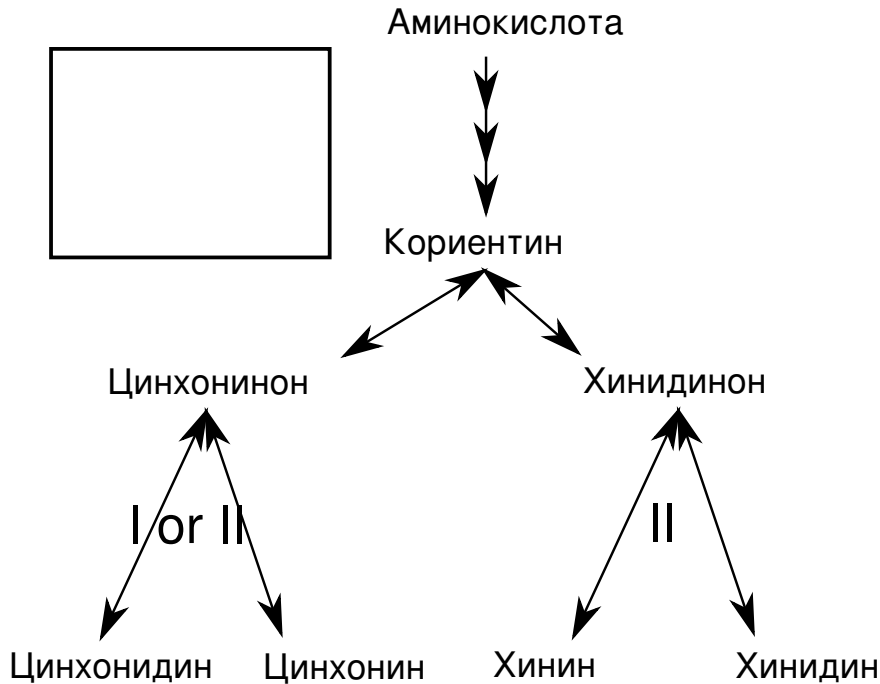 Аминокислота
Кориентин
Цинхонинон
Хинидинон
I or II
II
Цинхонидин
Цинхонин
Хинин
Хинидин